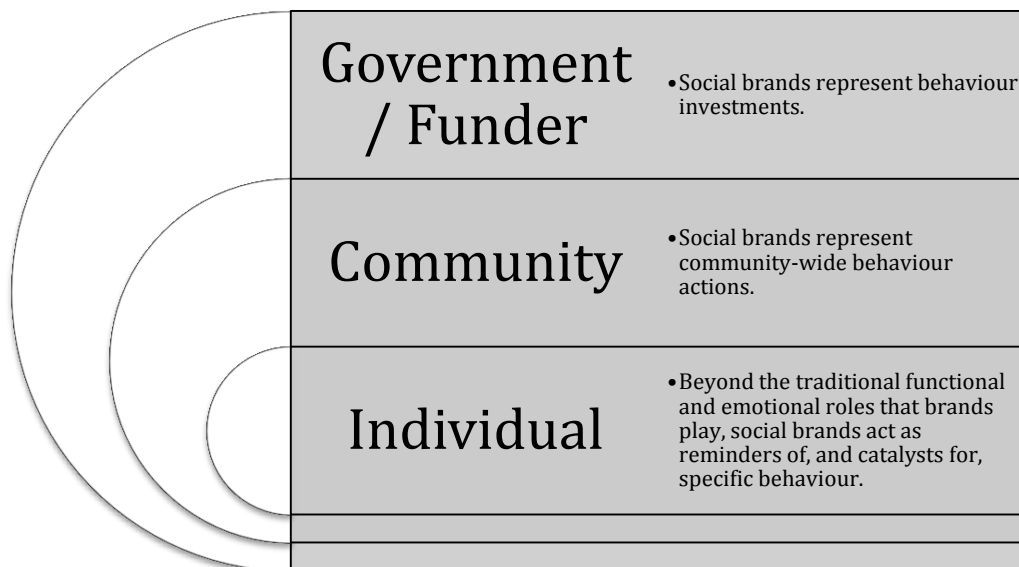 Government
/ Funder
•Social brands represent behaviour
investments.
Community
•Social brands represent
community-wide behaviour
actions.
Individual
•Beyond the traditional functional
and emotional roles that brands
play, social brands act as
reminders of, and catalysts for,
specific behaviour.